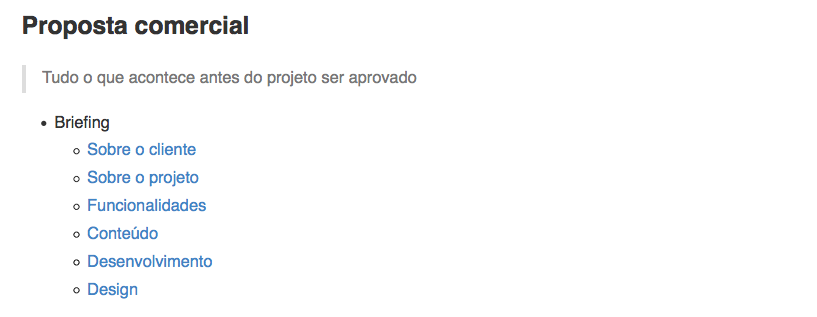 Proposta comercial
Tudo o que acontece antes do projeto ser aprovado
Briefing
Sobre o cliente
Sobre o projeto
Funcionalidades
Conteúdo
Desenvolvimento
Design